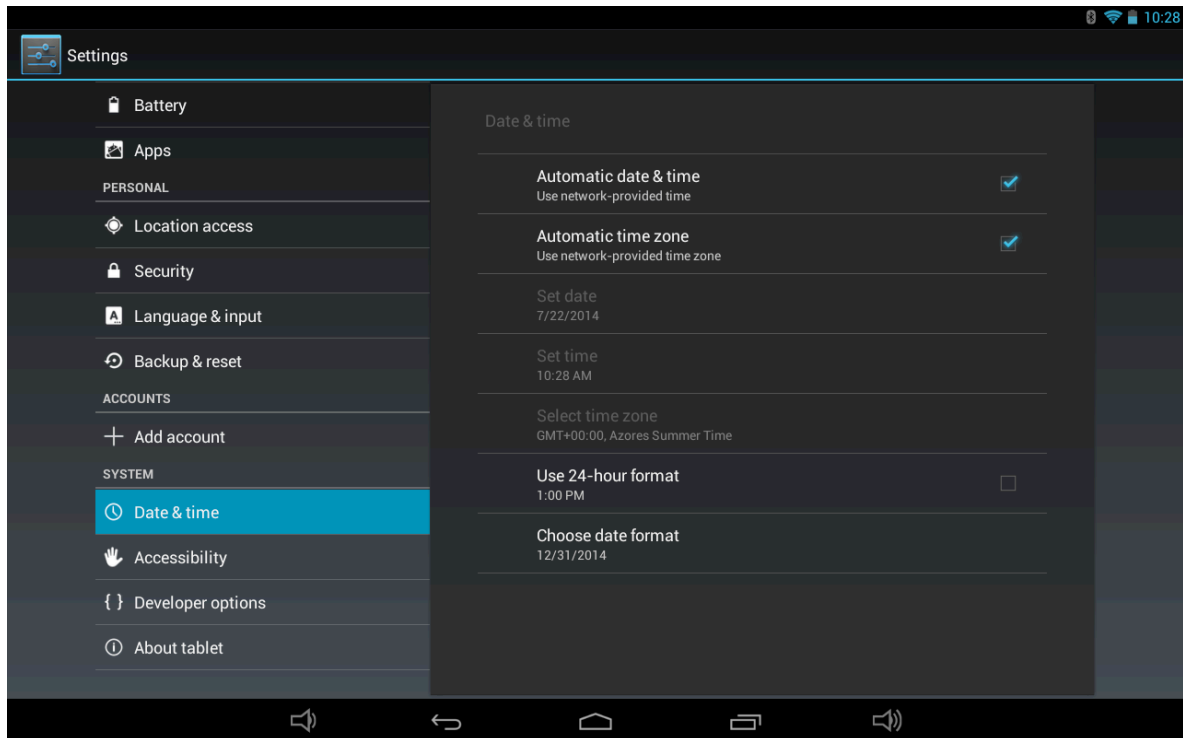 10:28
Settings
Battery
Apps
PERSONAL
Location access
Security
Language & input
Backup & reset
ACCOUNTS
Add account
SYSTEM
Date & time
Accessibility
{ } Developer options
About tablet
Date & time
Automatic date & time
Use network-provided time
Automatic time zone
Use network-provided time zone
Set date
7/22/2014
Set time
10:28 AM
Select time zone
GMT+00:00, Azores Summer Time
Use 24-hour format
1:00 PM
Choose date format
12/31/2014